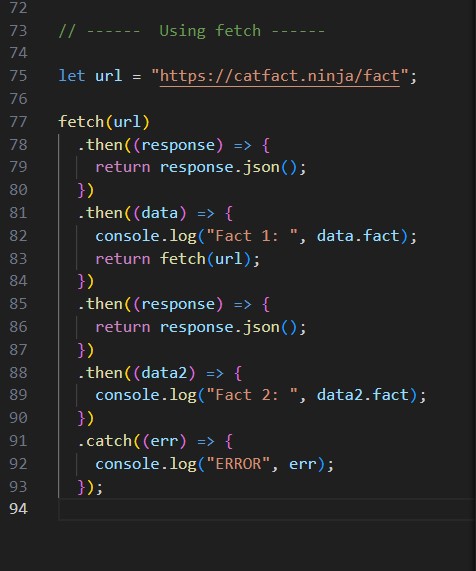 72
73 // ------  Using fetch ------
74
75 let url = "https://catfact.ninja/fact";
76
77 fetch(url)
78   .then((response) => {
79     return response.json();
80   })
81   .then((data) => {
82     console.log("Fact 1: ", data.fact);
83     return fetch(url);
84   })
85   .then((response) => {
86     return response.json();
87   })
88   .then((data2) => {
89     console.log("Fact 2: ", data2.fact);
90   })
91   .catch((err) => {
92     console.log("ERROR", err);
93   });
94